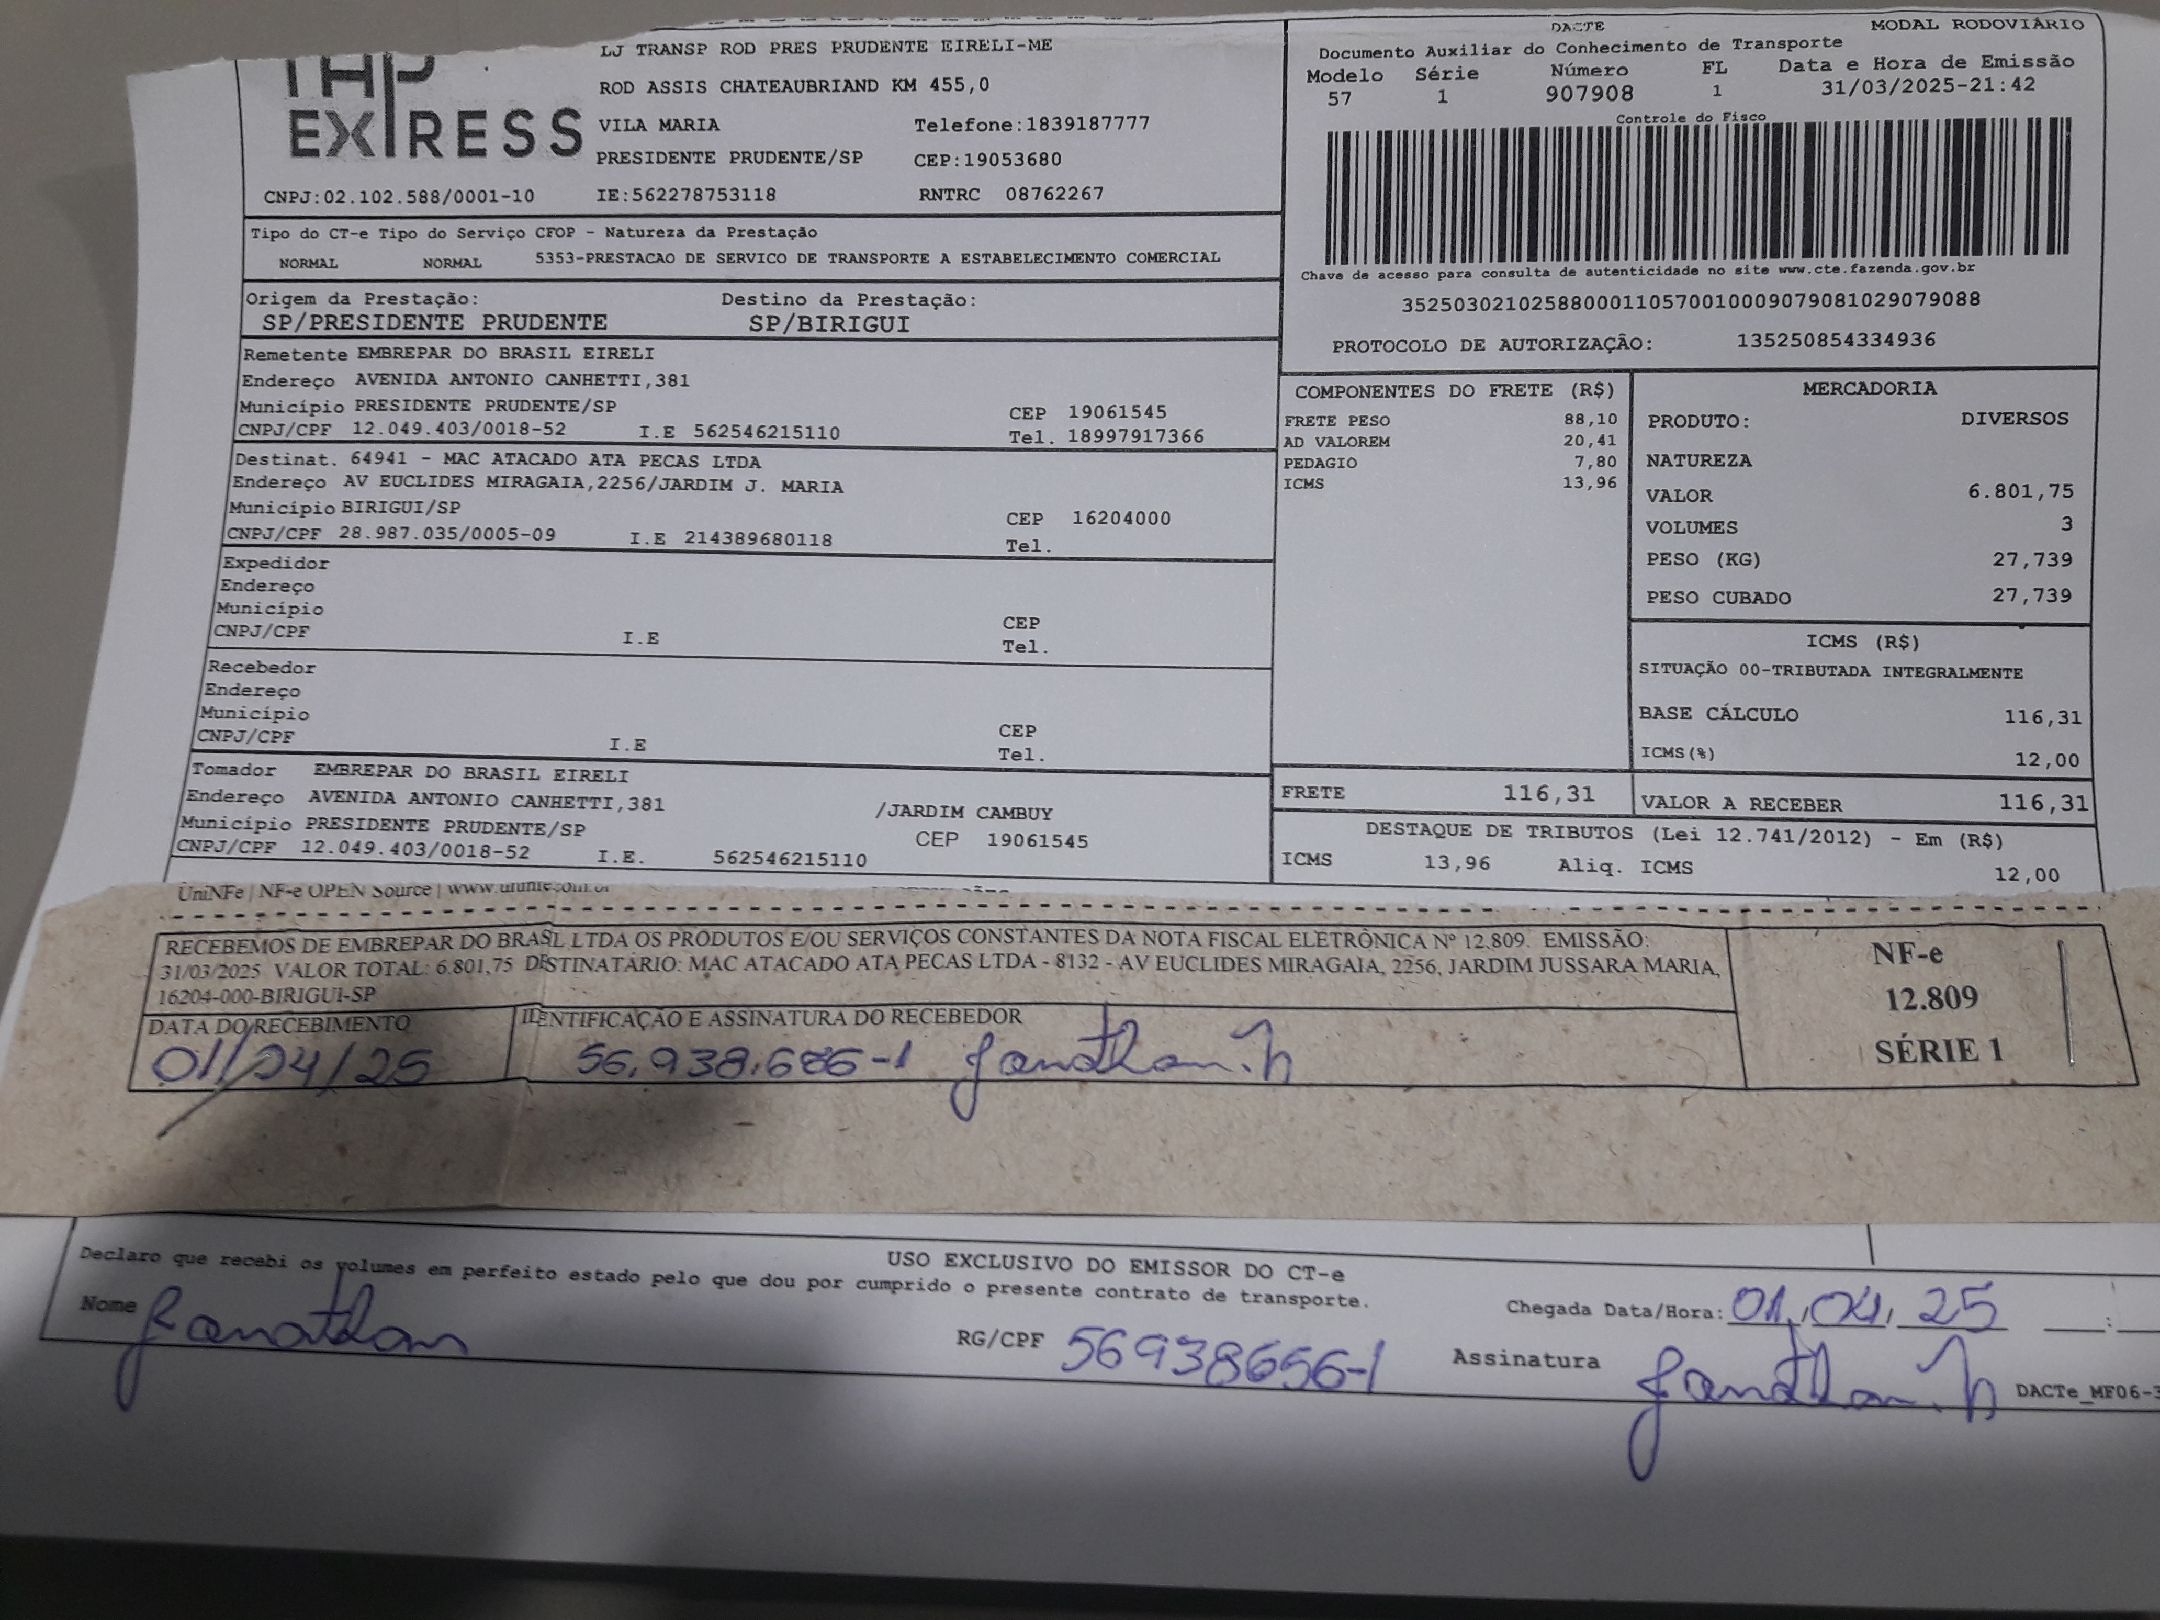 THP
EXPRESS
LJ TRANSP ROD PRES PRUDENTE EIRELI-ME
ROD ASSIS CHATEAUBRIAND KM 455,0
VILA MARIA Telefone:1839187777
PRESIDENTE PRUDENTE/SP CEP:19053680
CNPJ:02.102.588/0001-10 IE:562278753118 RNTRC 08762267
DACTE MODAL RODOVIÁRIO
Documento Auxiliar do Conhecimento de Transporte
Modelo Série Número FL Data e Hora de Emissão
57 1 907908 1 31/03/2025-21:42
Controle do Fisco
Chave de acesso para consulta de autenticidade no site www.cte.fazenda.gov.br
35250302102588000110570010009079081029079088
PROTOCOLO DE AUTORIZAÇÃO: 135250854334936
Tipo do CT-e Tipo do Serviço CFOP - Natureza da Prestação
NORMAL NORMAL 5353-PRESTACAO DE SERVICO DE TRANSPORTE A ESTABELECIMENTO COMERCIAL
Origem da Prestação: Destino da Prestação:
SP/PRESIDENTE PRUDENTE SP/BIRIGUI
Remetente EMBREPAR DO BRASIL EIRELI
Endereço AVENIDA ANTONIO CANHETTI,381
Município PRESIDENTE PRUDENTE/SP CEP 19061545
CNPJ/CPF 12.049.403/0018-52 I.E 562546215110 Tel. 18997917366
Destinat. 64941 - MAC ATACADO ATA PECAS LTDA
Endereço AV EUCLIDES MIRAGAIA,2256/JARDIM J. MARIA
Município BIRIGUI/SP CEP 16204000
CNPJ/CPF 28.987.035/0005-09 I.E 214389680118 Tel.
Expedidor
Endereço
Município CEP
CNPJ/CPF I.E Tel.
Recebedor
Endereço
Município CEP
CNPJ/CPF I.E Tel.
Tomador EMBREPAR DO BRASIL EIRELI
Endereço AVENIDA ANTONIO CANHETTI,381 /JARDIM CAMBUY
Município PRESIDENTE PRUDENTE/SP CEP 19061545
CNPJ/CPF 12.049.403/0018-52 I.E. 562546215110
COMPONENTES DO FRETE (R$)
FRETE PESO 88,10
AD VALOREM 20,41
PEDAGIO 7,80
ICMS 13,96
MERCADORIA
PRODUTO: DIVERSOS
NATUREZA
VALOR 6.801,75
VOLUMES 3
PESO (KG) 27,739
PESO CUBADO 27,739
ICMS (R$)
SITUAÇÃO 00-TRIBUTADA INTEGRALMENTE
BASE CÁLCULO 116,31
ICMS(%) 12,00
FRETE 116,31 VALOR A RECEBER 116,31
DESTAQUE DE TRIBUTOS (Lei 12.741/2012) - Em (R$)
ICMS 13,96 Aliq. ICMS 12,00
UniNFe | NF-e OPEN Source | www.uninfe.com.br
RECEBEMOS DE EMBREPAR DO BRASIL LTDA OS PRODUTOS E/OU SERVIÇOS CONSTANTES DA NOTA FISCAL ELETRÔNICA Nº 12.809. EMISSÃO:
31/03/2025 VALOR TOTAL: 6.801,75 DESTINATÁRIO: MAC ATACADO ATA PECAS LTDA - 8132 - AV EUCLIDES MIRAGAIA, 2256, JARDIM JUSSARA MARIA,
16204-000-BIRIGUI-SP
DATA DO RECEBIMENTO IDENTIFICAÇÃO E ASSINATURA DO RECEBEDOR
01/04/25 56.938.686-1 Jonathan.N
NF-e
12.809
SÉRIE 1
USO EXCLUSIVO DO EMISSOR DO CT-e
Declaro que recebi os volumes em perfeito estado pelo que dou por cumprido o presente contrato de transporte.
Chegada Data/Hora: 01,04,25 :
Nome Jonathan RG/CPF 56938656-1 Assinatura Jonathan.N DACTe_MF06-3